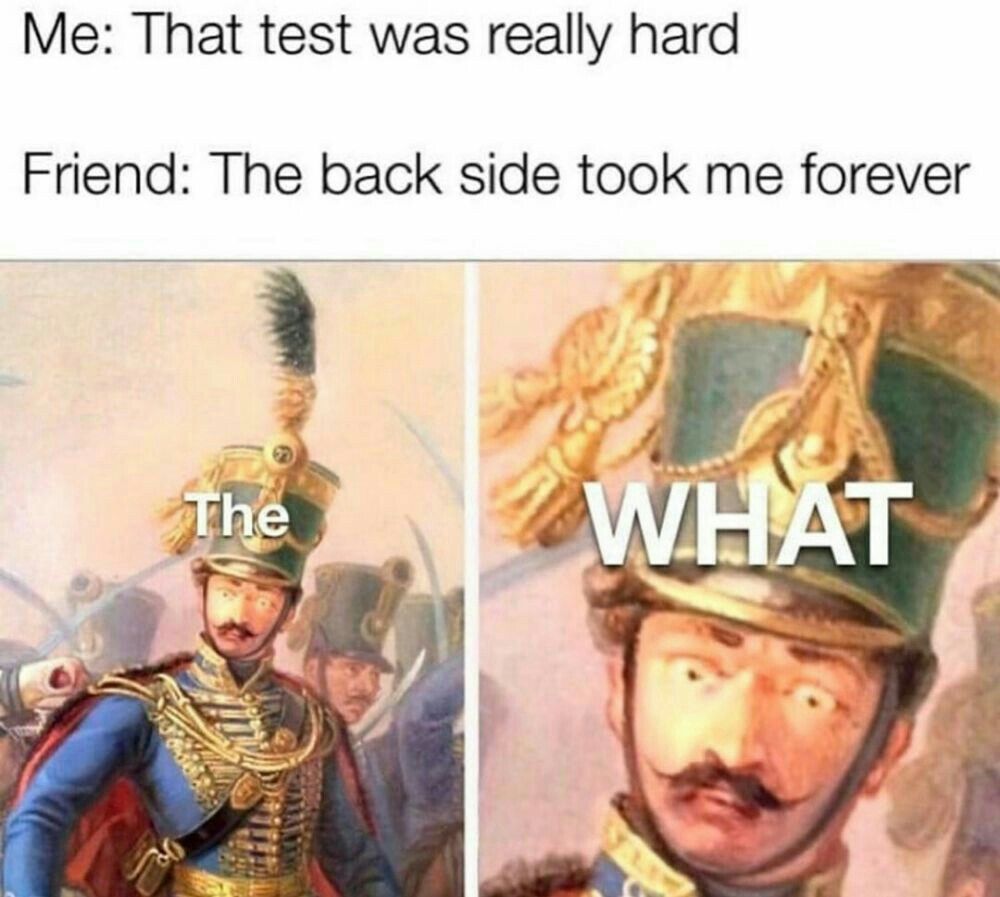 Me: That test was really hard
Friend: The back side took me forever
The
WHAT